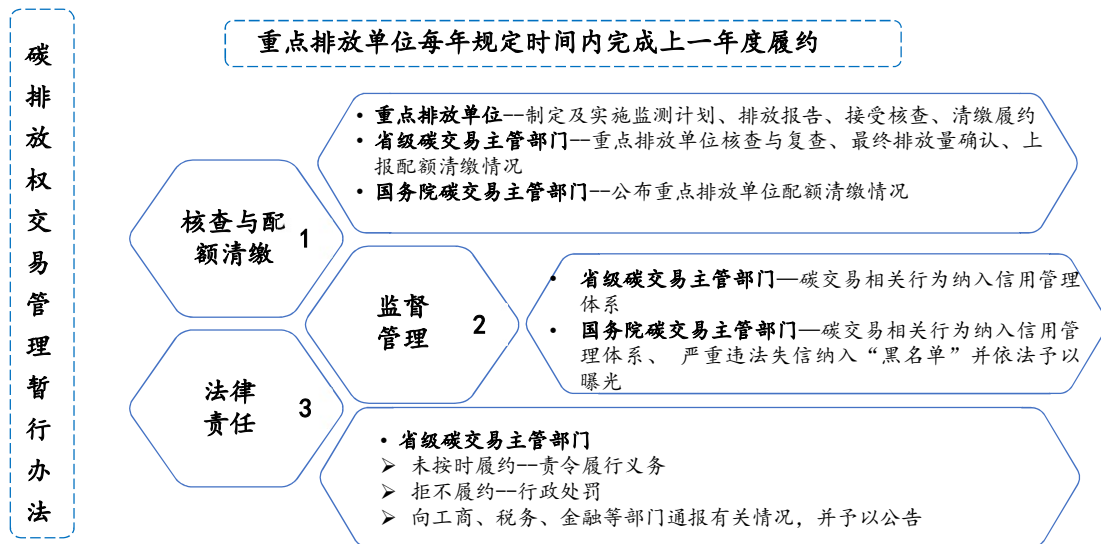 碳排放权交易管理暂行办法
重点排放单位每年规定时间内完成上一年度履约
• 重点排放单位--制定及实施监测计划、排放报告、接受核查、清缴履约
• 省级碳交易主管部门--重点排放单位核查与复查、最终排放量确认、上
报配额清缴情况
• 国务院碳交易主管部门--公布重点排放单位配额清缴情况
核查与配
额清缴 1
监督
管理 2
• 省级碳交易主管部门—碳交易相关行为纳入信用管理
体系
• 国务院碳交易主管部门—碳交易相关行为纳入信用管
理体系、 严重违法失信纳入“黑名单”并依法予以
曝光
法律
责任 3
• 省级碳交易主管部门
➢ 未按时履约--责令履行义务
➢ 拒不履约--行政处罚
➢ 向工商、税务、金融等部门通报有关情况，并予以公告